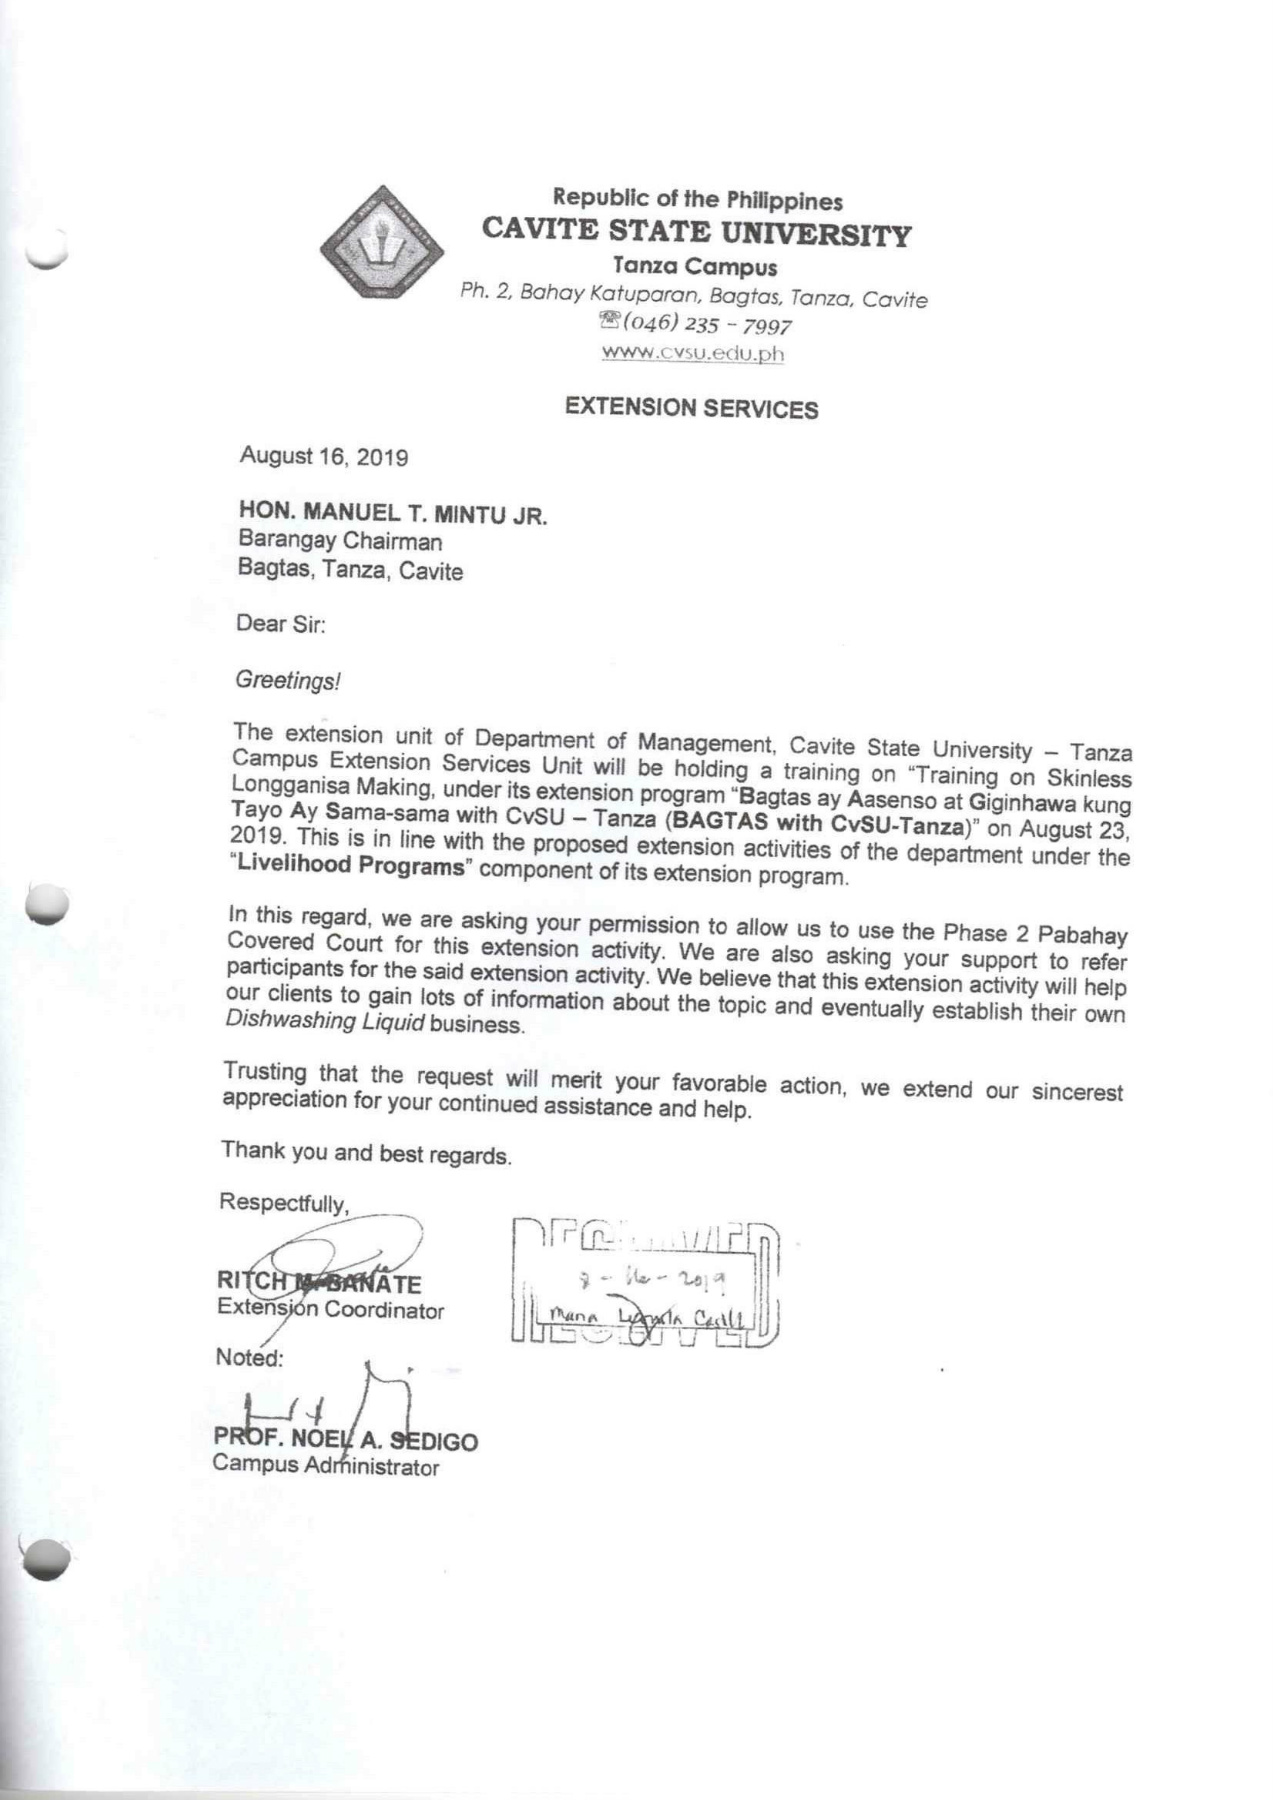 Republic of the Philippines
CAVITE STATE UNIVERSITY
Tanza Campus
Ph. 2, Bahay Katuparan, Bagtas, Tanza, Cavite
☎(046) 235 - 7997
www.cvsu.edu.ph
EXTENSION SERVICES
August 16, 2019
HON. MANUEL T. MINTU JR.
Barangay Chairman
Bagtas, Tanza, Cavite
Dear Sir:
Greetings!
The extension unit of Department of Management, Cavite State University – Tanza
Campus Extension Services Unit will be holding a training on “Training on Skinless
Longganisa Making, under its extension program “Bagtas ay Aasenso at Giginhawa kung
Tayo Ay Sama-sama with CvSU – Tanza (BAGTAS with CvSU-Tanza)” on August 23,
2019. This is in line with the proposed extension activities of the department under the
“Livelihood Programs” component of its extension program.
In this regard, we are asking your permission to allow us to use the Phase 2 Pabahay
Covered Court for this extension activity. We are also asking your support to refer
participants for the said extension activity. We believe that this extension activity will help
our clients to gain lots of information about the topic and eventually establish their own
Dishwashing Liquid business.
Trusting that the request will merit your favorable action, we extend our sincerest
appreciation for your continued assistance and help.
Thank you and best regards.
Respectfully,
RITCH M. BANATE
Extension Coordinator
RECEIVED
8 - 16 - 2019
Noted:
PROF. NOEL A. SEDIGO
Campus Administrator